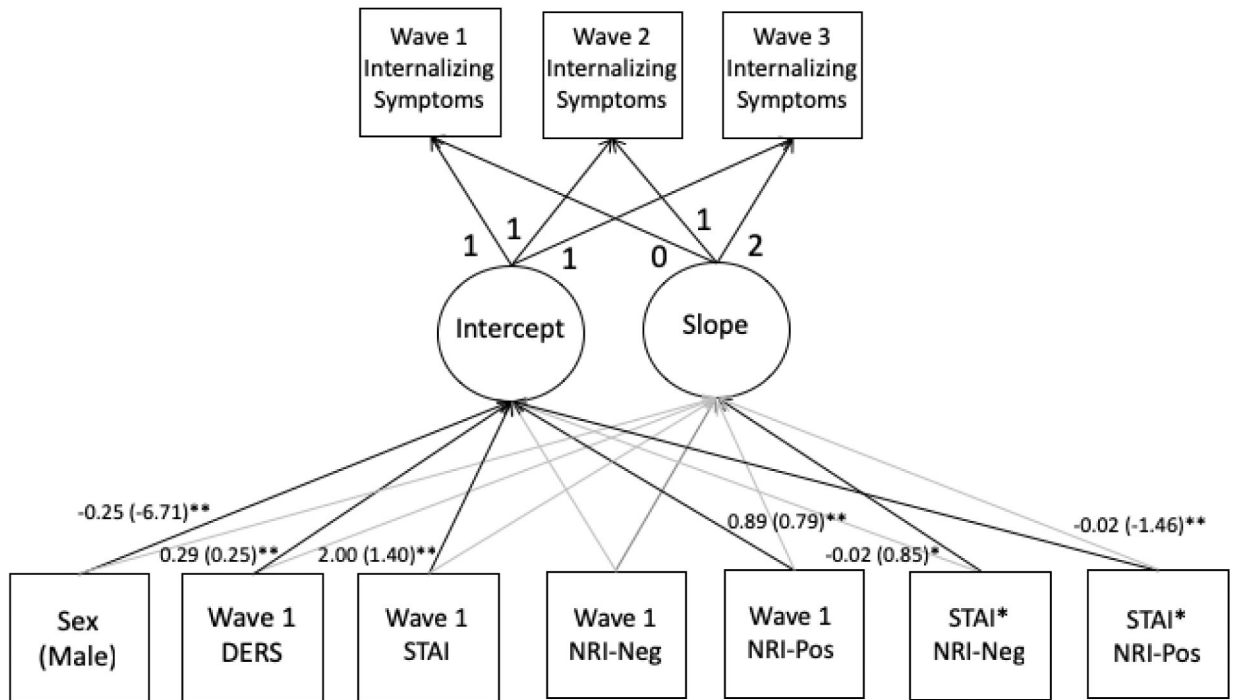 Wave 1
Internalizing
Symptoms
Wave 2
Internalizing
Symptoms
Wave 3
Internalizing
Symptoms
1
1
1
0
1
2
Intercept
Slope
-0.25 (-6.71)**
0.29 (0.25)**
2.00 (1.40)**
0.89 (0.79)**
-0.02 (0.85)*
-0.02 (-1.46)**
Sex
(Male)
Wave 1
DERS
Wave 1
STAI
Wave 1
NRI-Neg
Wave 1
NRI-Pos
STAI*
NRI-Neg
STAI*
NRI-Pos